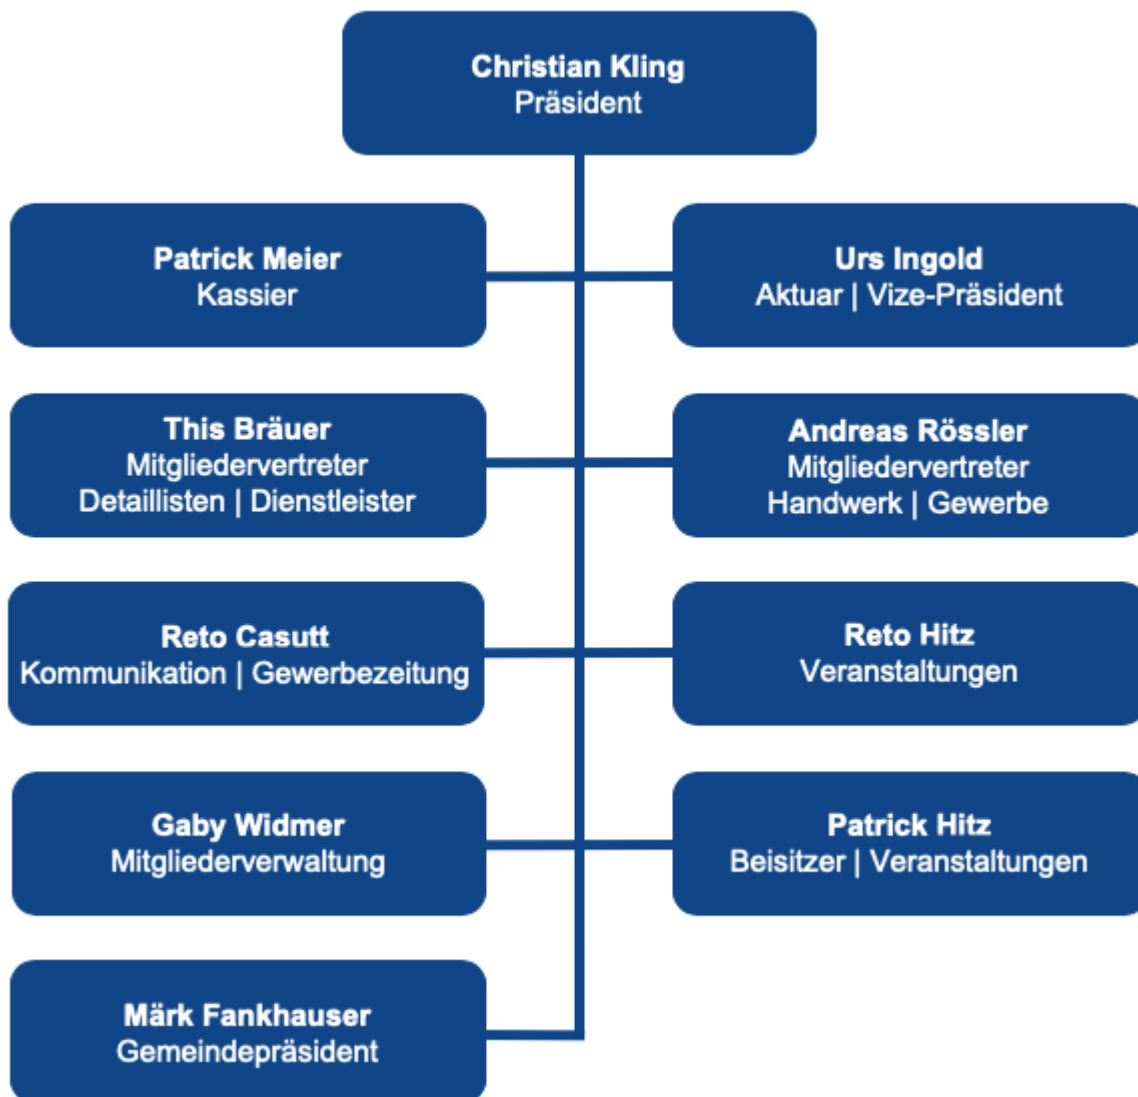 Christian Kling
Präsident
Patrick Meier
Kassier
Urs Ingold
Aktuar | Vize-Präsident
This Bräuer
Mitgliedervertreter
Detaillisten | Dienstleister
Andreas Rössler
Mitgliedervertreter
Handwerk | Gewerbe
Reto Casutt
Kommunikation | Gewerbezeitung
Reto Hitz
Veranstaltungen
Gaby Widmer
Mitgliederverwaltung
Patrick Hitz
Beisitzer | Veranstaltungen
Märk Fankhauser
Gemeindepräsident